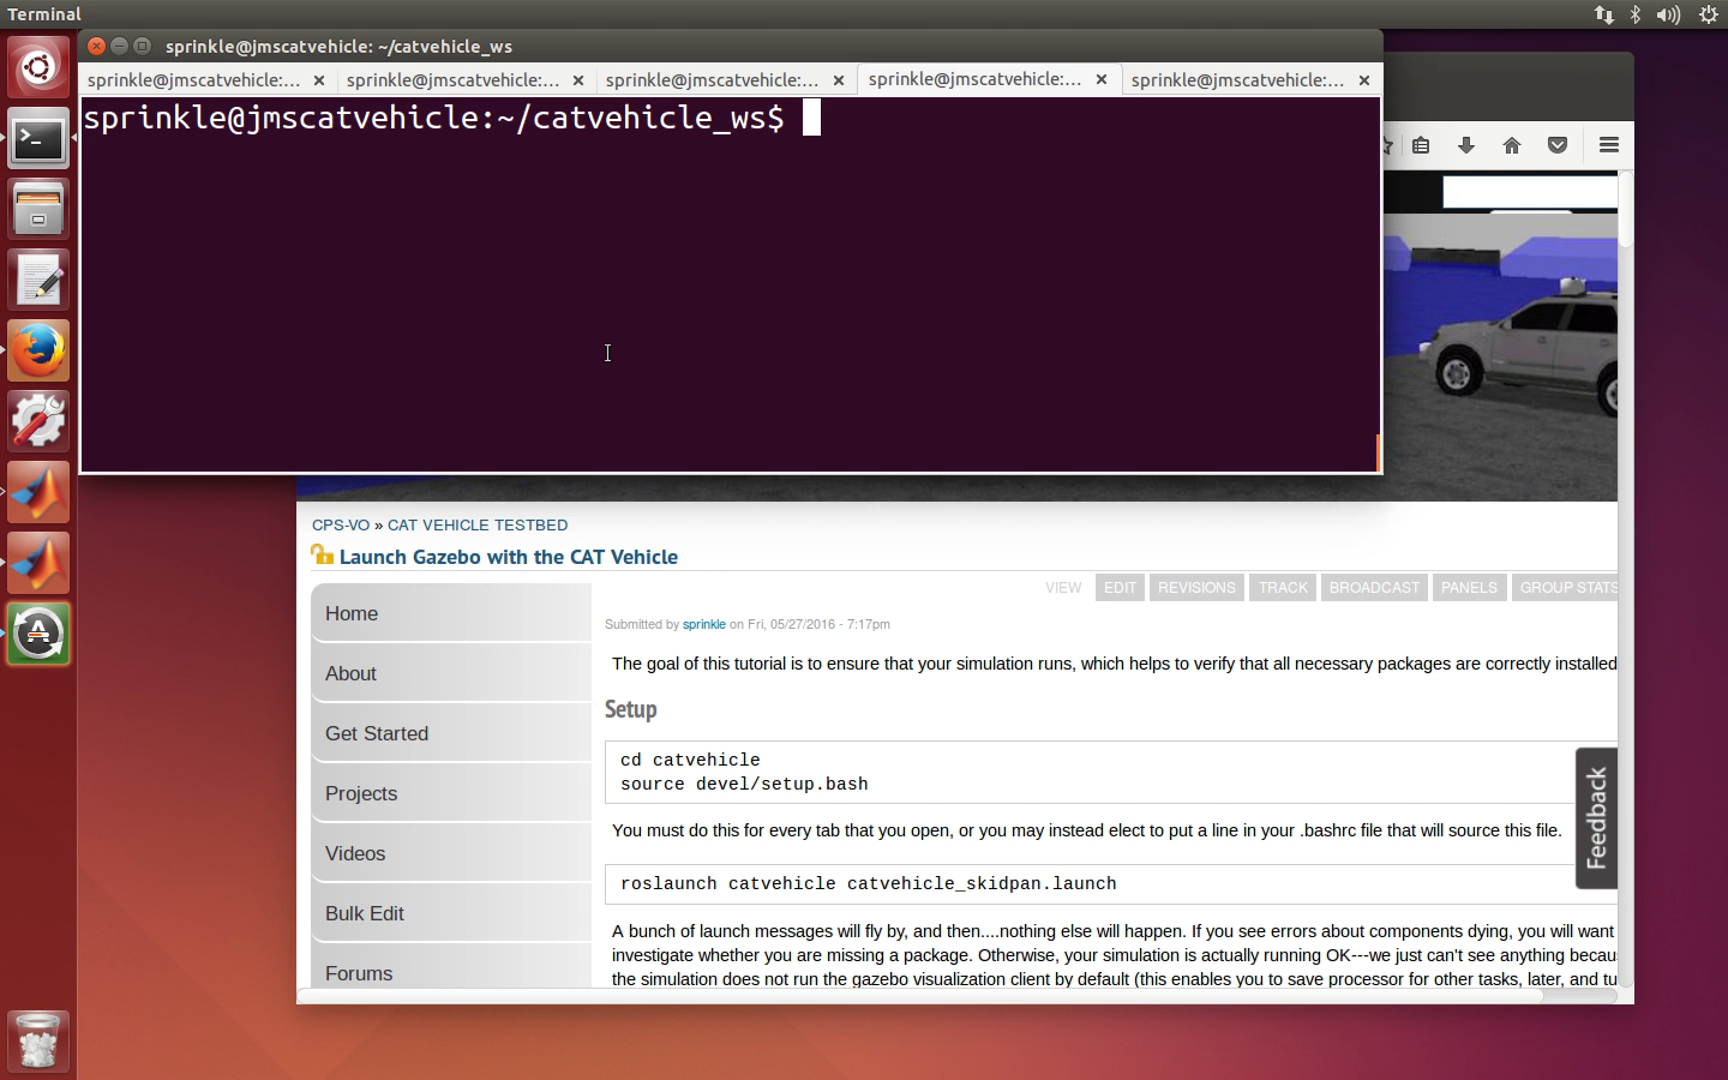 Terminal
sprinkle@jmscatvehicle: ~/catvehicle_ws
sprinkle@jmscatvehicle:... sprinkle@jmscatvehicle:... sprinkle@jmscatvehicle:... sprinkle@jmscatvehicle:... sprinkle@jmscatvehicle:...
sprinkle@jmscatvehicle:~/catvehicle_ws$
CPS-VO » CAT VEHICLE TESTBED
Launch Gazebo with the CAT Vehicle
VIEW EDIT REVISIONS TRACK BROADCAST PANELS GROUP STATS
Home
About
Get Started
Projects
Videos
Bulk Edit
Forums
Submitted by sprinkle on Fri, 05/27/2016 - 7:17pm
The goal of this tutorial is to ensure that your simulation runs, which helps to verify that all necessary packages are correctly installed
Setup
cd catvehicle
source devel/setup.bash
You must do this for every tab that you open, or you may instead elect to put a line in your .bashrc file that will source this file.
roslaunch catvehicle catvehicle_skidpan.launch
A bunch of launch messages will fly by, and then....nothing else will happen. If you see errors about components dying, you will want
investigate whether you are missing a package. Otherwise, your simulation is actually running OK---we just can't see anything becau
the simulation does not run the gazebo visualization client by default (this enables you to save processor for other tasks, later, and tu
Feedback